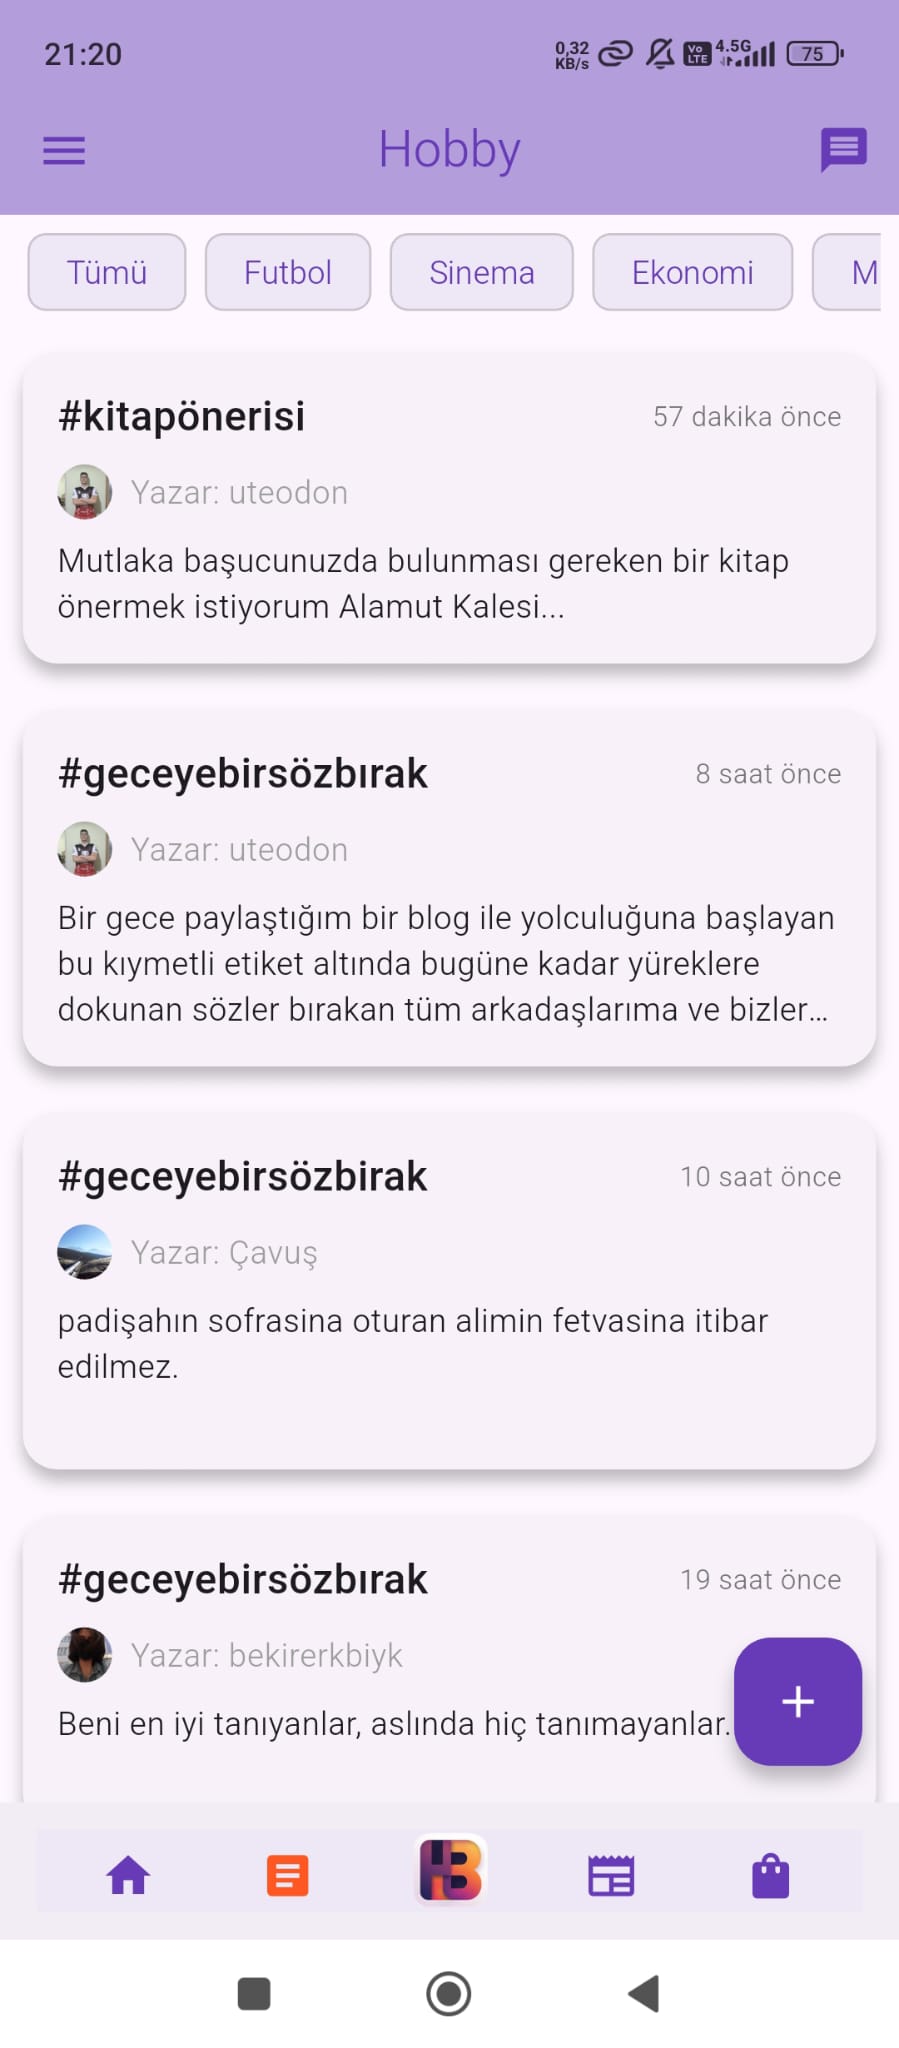 21:20
0,32 KB/s
Vo LTE
4.5G
75
Hobby
Tümü Futbol Sinema Ekonomi M
#kitapönerisi 57 dakika önce
Yazar: uteodon
Mutlaka başucunuzda bulunması gereken bir kitap
önermek istiyorum Alamut Kalesi...
#geceyebirsözbırak 8 saat önce
Yazar: uteodon
Bir gece paylaştığım bir blog ile yolculuğuna başlayan
bu kıymetli etiket altında bugüne kadar yüreklere
dokunan sözler bırakan tüm arkadaşlarıma ve bizler...
#geceyebirsözbirak 10 saat önce
Yazar: Çavuş
padişahın sofrasina oturan alimin fetvasina itibar
edilmez.
#geceyebirsözbırak 19 saat önce
Yazar: bekirerkbiyk
Beni en iyi tanıyanlar, aslında hiç tanımayanlar.
HB